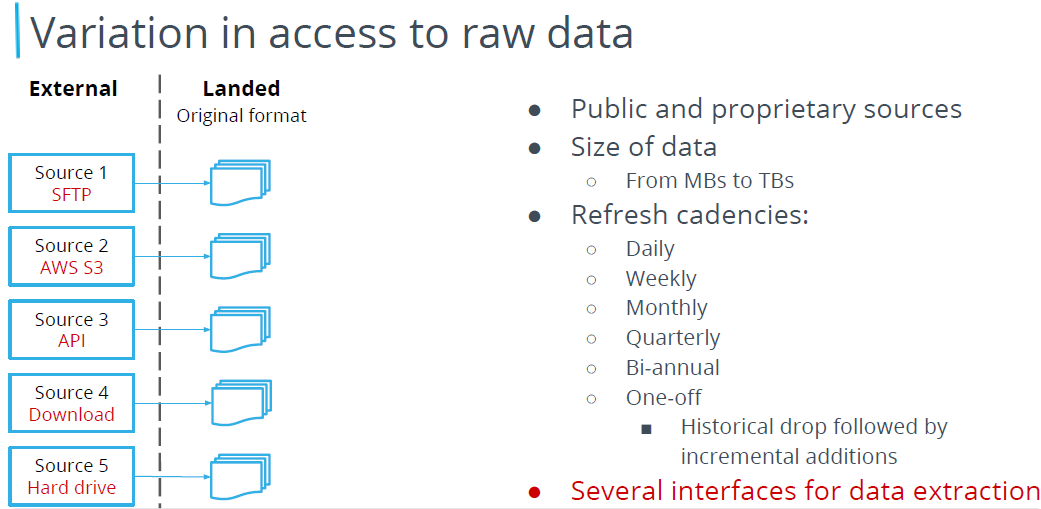 Variation in access to raw data
External
Landed
Original format
Source 1
SFTP
Source 2
AWS S3
Source 3
API
Source 4
Download
Source 5
Hard drive
● Public and proprietary sources
● Size of data
○ From MBs to TBs
● Refresh cadencies:
○ Daily
○ Weekly
○ Monthly
○ Quarterly
○ Bi-annual
○ One-off
■ Historical drop followed by
incremental additions
● Several interfaces for data extraction